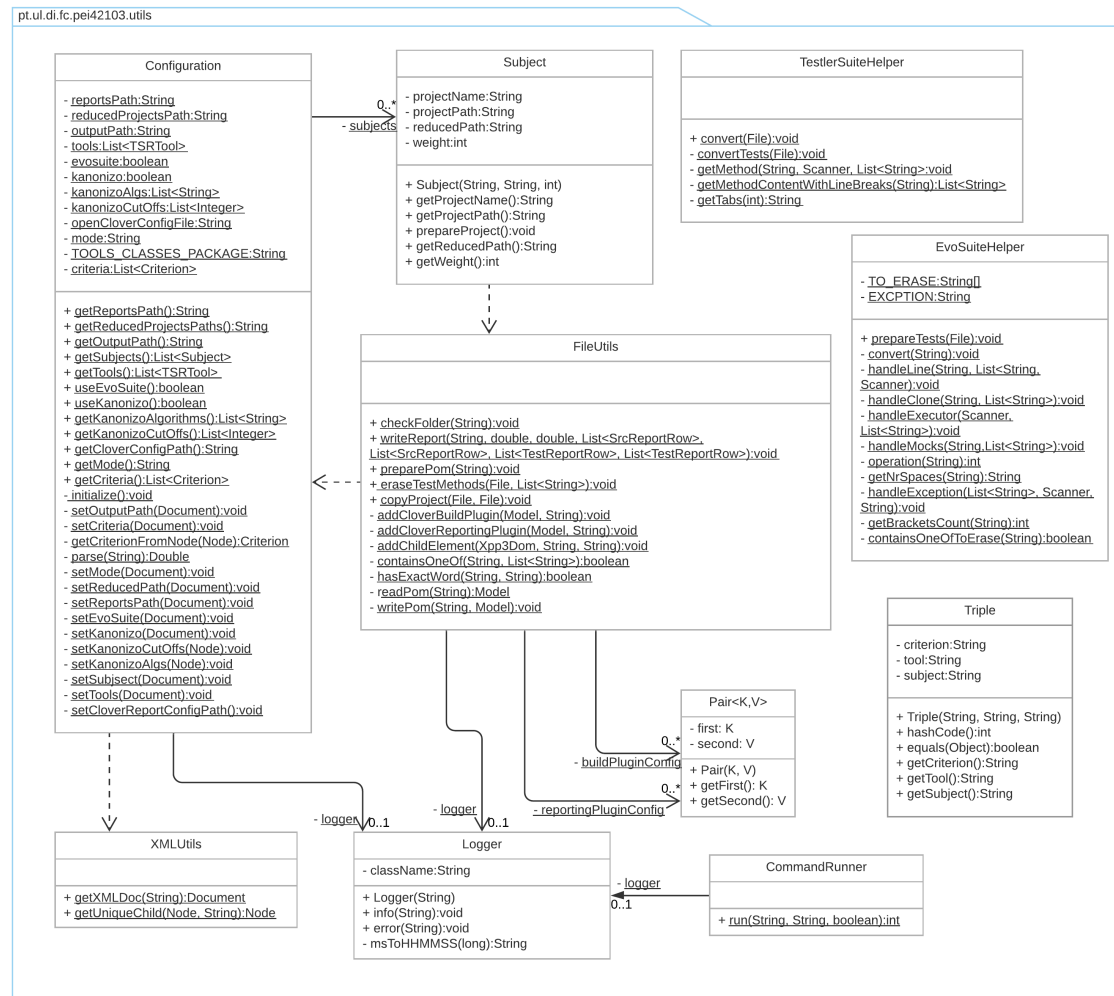 pt.ul.di.fc.pei42103.utils
Configuration
- reportsPath:String
- reducedProjectsPath:String
- outputPath:String
- tools:List<TSRTool>
- evosuite:boolean
- kanonizo:boolean
- kanonizoAlgs:List<String>
- kanonizoCutOffs:List<Integer>
- openCloverConfigFile:String
- mode:String
- TOOLS_CLASSES_PACKAGE:String
- criteria:List<Criterion>
+ getReportsPath():String
+ getReducedProjectsPaths():String
+ getOutputPath():String
+ getSubjects():List<Subject>
+ getTools():List<TSRTool>
+ useEvoSuite():boolean
+ useKanonizo():boolean
+ getKanonizoAlgorithms():List<String>
+ getKanonizoCutOffs():List<Integer>
+ getCloverConfigPath():String
+ getMode():String
+ getCriteria():List<Criterion>
- initialize():void
- setOutputPath(Document):void
- setCriteria(Document):void
- getCriterionFromNode(Node):Criterion
- parse(String):Double
- setMode(Document):void
- setReducedPath(Document):void
- setReportsPath(Document):void
- setEvoSuite(Document):void
- setKanonizo(Document):void
- setKanonizoCutOffs(Node):void
- setKanonizoAlgs(Node):void
- setSubjsect(Document):void
- setTools(Document):void
- setCloverReportConfigPath():void
0..*
- subjects
Subject
- projectName:String
- projectPath:String
- reducedPath:String
- weight:int
+ Subject(String, String, int)
+ getProjectName():String
+ getProjectPath():String
+ prepareProject():void
+ getReducedPath():String
+ getWeight():int
TestlerSuiteHelper
+ convert(File):void
- convertTests(File):void
- getMethod(String, Scanner, List<String>:void
- getMethodContentWithLineBreaks(String):List<String>
- getTabs(int):String
EvoSuiteHelper
- TO_ERASE:String[]
- EXCPTION:String
+ prepareTests(File):void
- convert(String):void
- handleLine(String, List<String,
Scanner):void
- handleClone(String, List<String>):void
- handleExecutor(Scanner,
List<String>):void
- handleMocks(String,List<String>):void
- operation(String):int
- getNrSpaces(String):String
- handleException(List<String>, Scanner,
String):void
- getBracketsCount(String):int
- containsOneOfToErase(String):boolean
FileUtils
+ checkFolder(String):void
+ writeReport(String, double, double, List<SrcReportRow>,
List<SrcReportRow>, List<TestReportRow>, List<TestReportRow>):void
+ preparePom(String):void
+ eraseTestMethods(File, List<String>):void
+ copyProject(File, File):void
- addCloverBuildPlugin(Model, String):void
- addCloverReportingPlugin(Model, String):void
- addChildElement(Xpp3Dom, String, String):void
- containsOneOf(String, List<String>):boolean
- hasExactWord(String, String):boolean
- readPom(String):Model
- writePom(String, Model):void
Triple
- criterion:String
- tool:String
- subject:String
+ Triple(String, String, String)
+ hashCode():int
+ equals(Object):boolean
+ getCriterion():String
+ getTool():String
+ getSubject():String
Pair<K,V>
- first: K
- second: V
+ Pair(K, V)
+ getFirst(): K
+ getSecond(): V
0..*
- buildPluginConfig
0..*
- reportingPluginConfig
- logger
0..1
- logger
0..1
XMLUtils
+ getXMLDoc(String):Document
+ getUniqueChild(Node, String):Node
Logger
- className:String
+ Logger(String)
+ info(String):void
+ error(String):void
- msToHHMMSS(long):String
- logger
0..1
CommandRunner
+ run(String, String, boolean):int